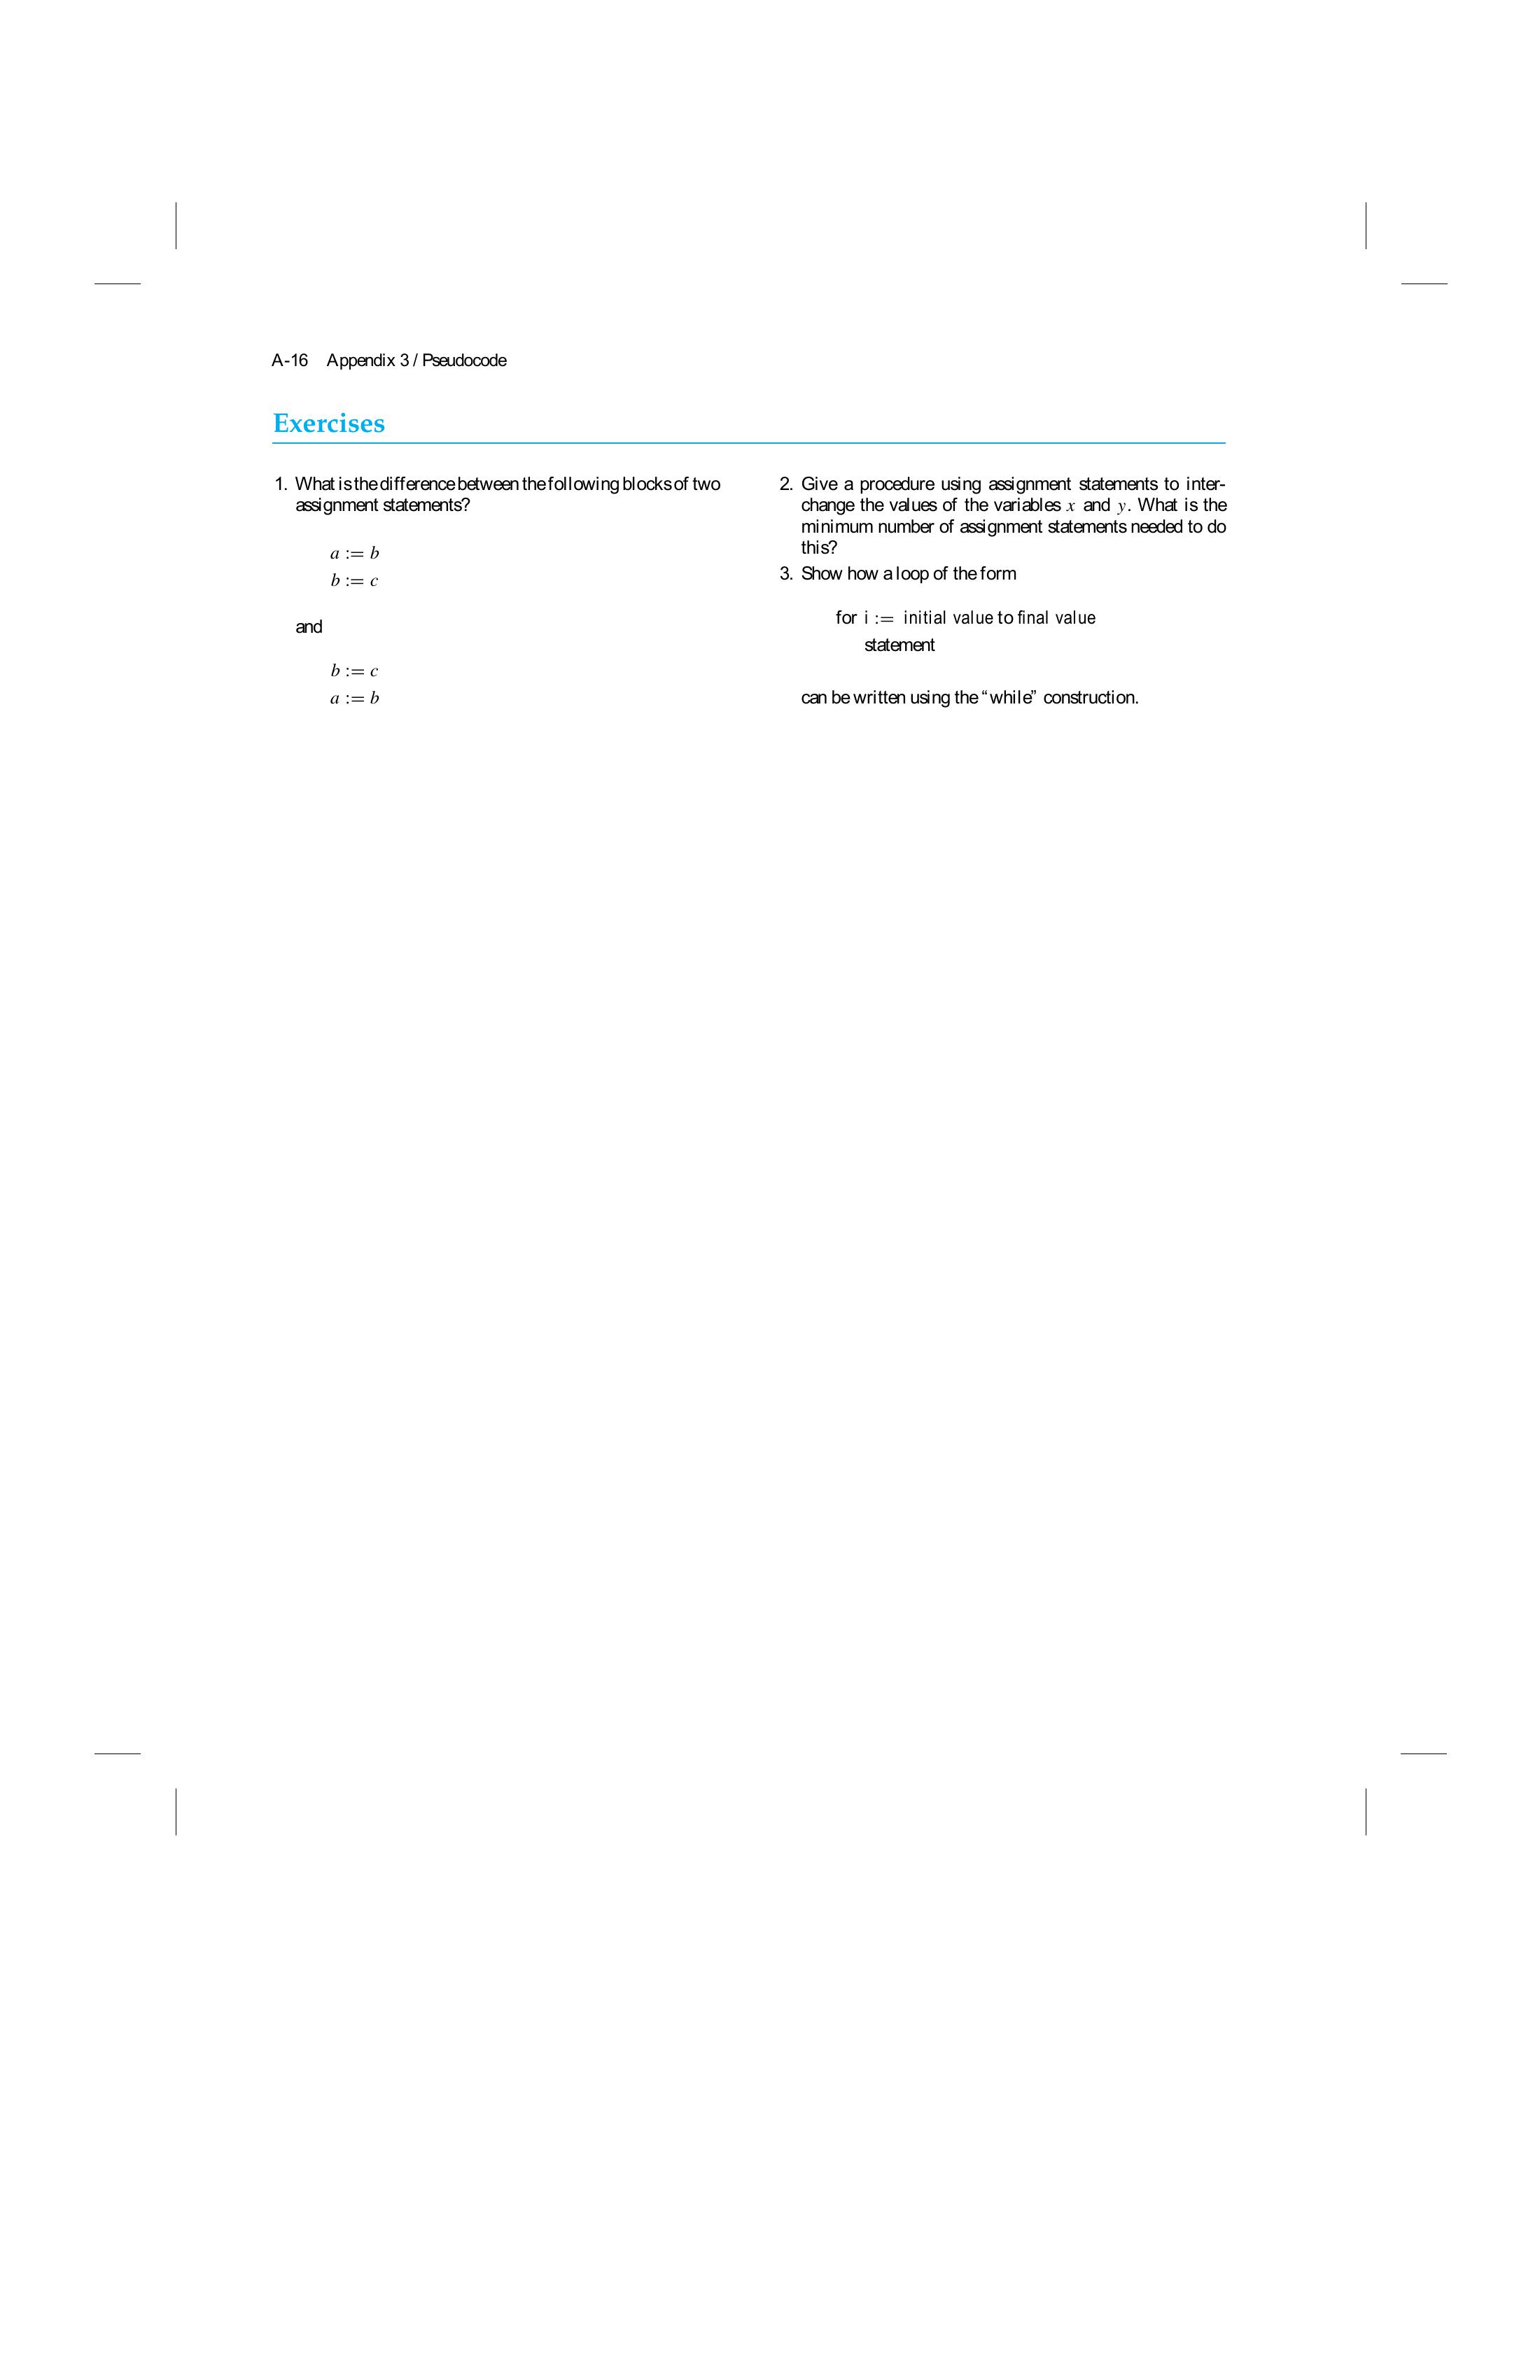 A-16 Appendix 3 / Pseudocode
Exercises
1. What is the difference between the following blocks of two
assignment statements?
a := b
b := c
and
b := c
a := b
2. Give a procedure using assignment statements to inter-
change the values of the variables x and y. What is the
minimum number of assignment statements needed to do
this?
3. Show how a loop of the form
for i := initial value to final value
statement
can be written using the “while” construction.